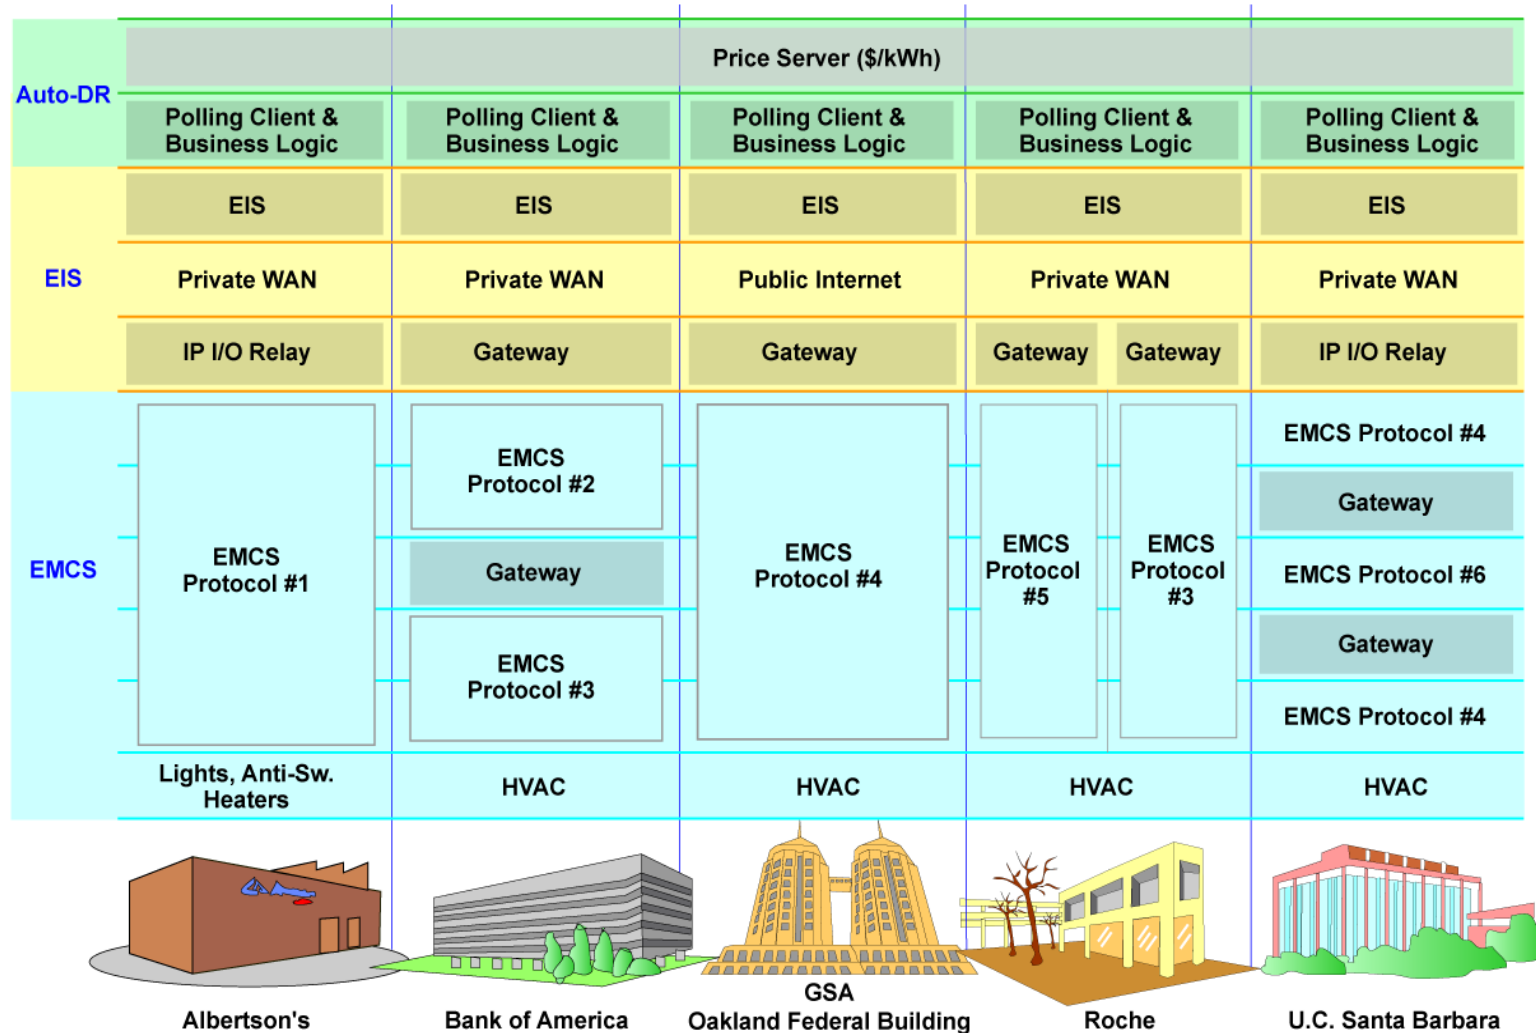 Price Server ($/kWh)
Auto-DR
Polling Client &
Business Logic
Polling Client &
Business Logic
Polling Client &
Business Logic
Polling Client &
Business Logic
Polling Client &
Business Logic
EIS
EIS
EIS
EIS
EIS
EIS
Private WAN
Private WAN
Public Internet
Private WAN
Private WAN
IP I/O Relay
Gateway
Gateway
Gateway
Gateway
IP I/O Relay
EMCS
EMCS
Protocol #1
EMCS
Protocol #2
Gateway
EMCS
Protocol #3
EMCS
Protocol #4
EMCS
Protocol
#5
EMCS
Protocol
#3
EMCS Protocol #4
Gateway
EMCS Protocol #6
Gateway
EMCS Protocol #4
Lights, Anti-Sw.
Heaters
HVAC
HVAC
HVAC
HVAC
Albertson's
Bank of America
GSA
Oakland Federal Building
Roche
U.C. Santa Barbara